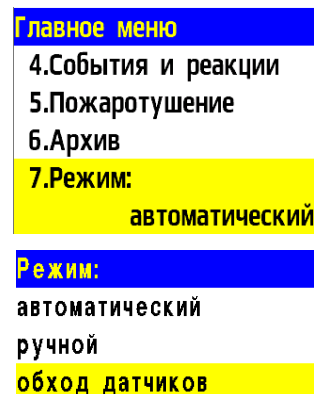 Главное меню
4.События и реакции
5.Пожаротушение
6.Архив
7.Режим:
автоматический
Режим:
автоматический
ручной
обход датчиков